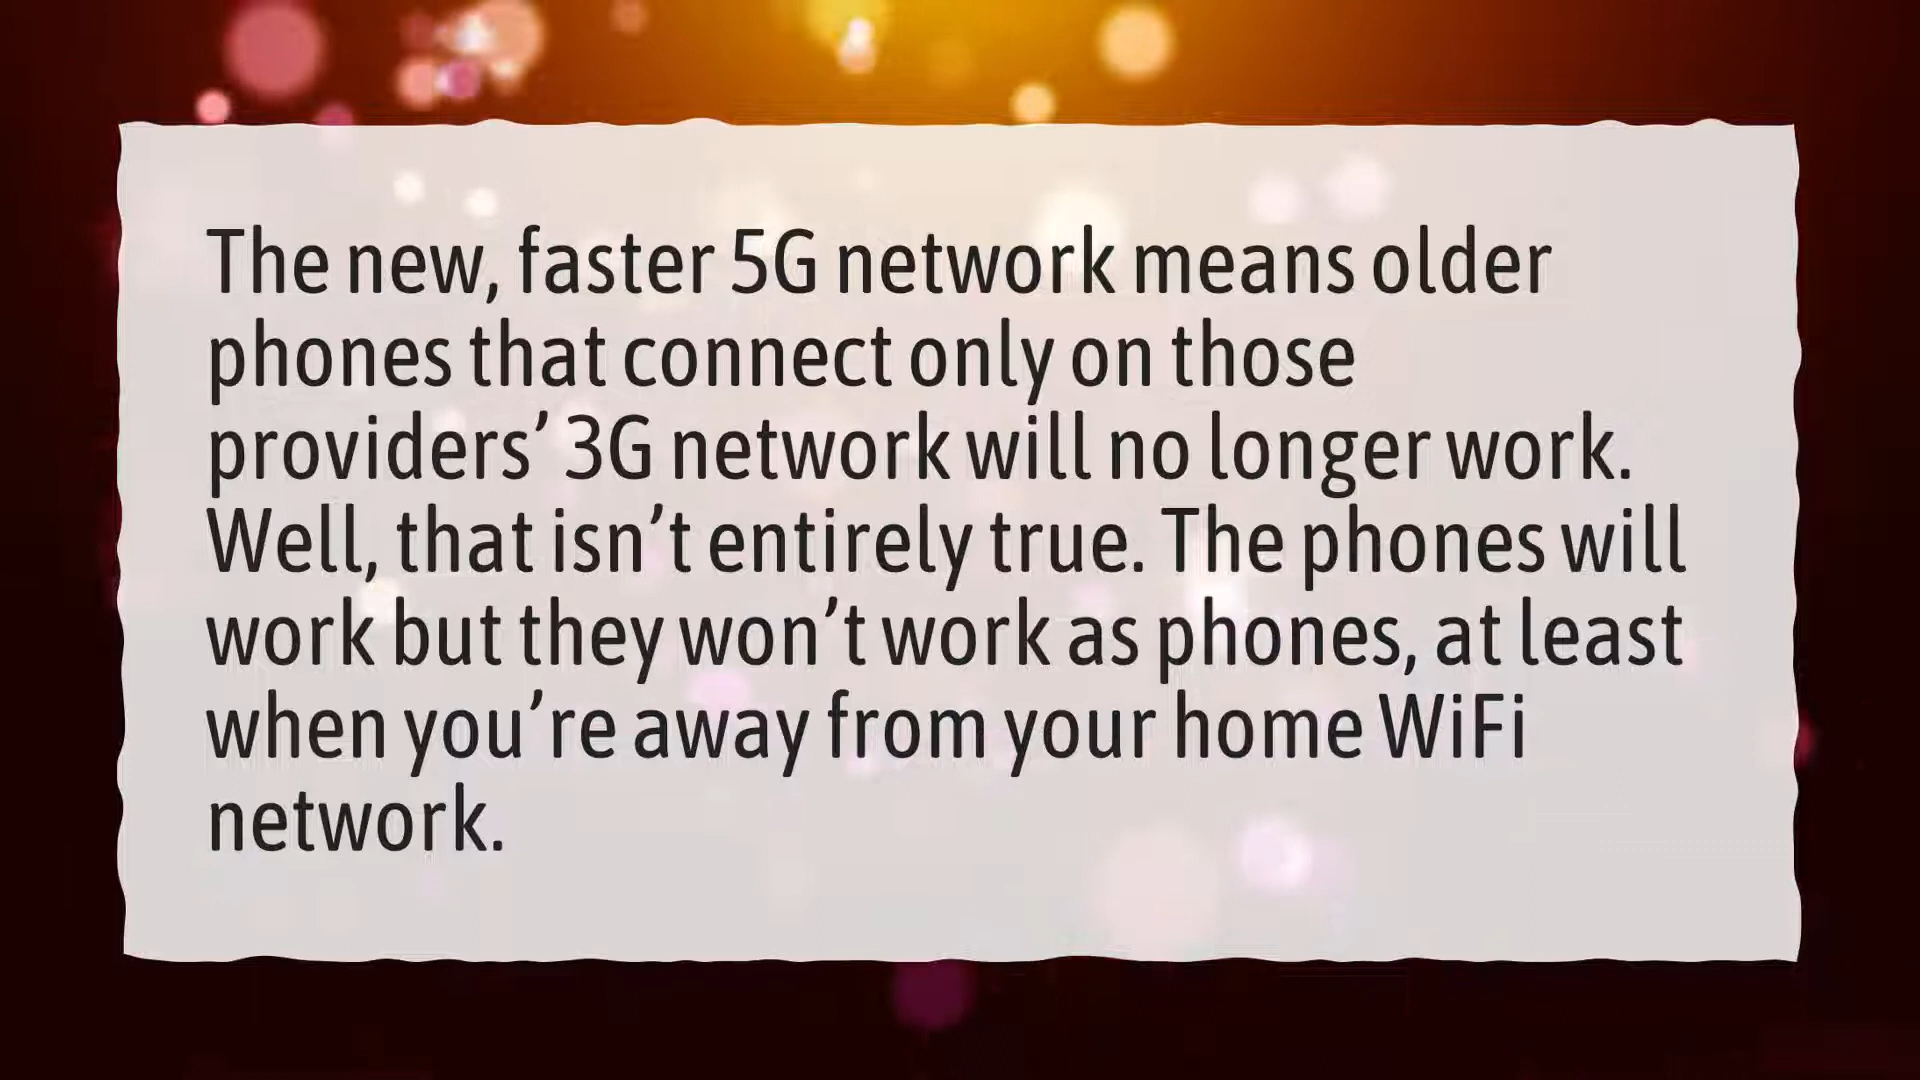 The new, faster 5G network means older
phones that connect only on those
providers’ 3G network will no longer work.
Well, that isn’t entirely true. The phones will
work but they won’t work as phones, at least
when you’re away from your home WiFi
network.